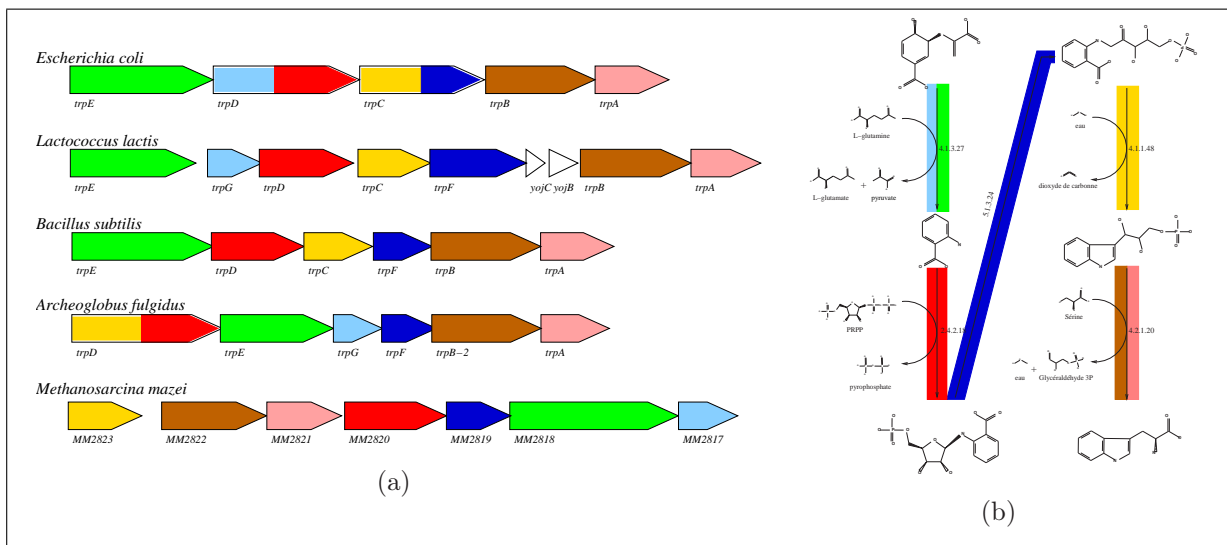 Escherichia coli
trpE trpD trpC trpB trpA
Lactococcus lactis
trpE trpG trpD trpC trpF yojC yojB trpB trpA
Bacillus subtilis
trpE trpD trpC trpF trpB trpA
Archeoglobus fulgidus
trpD trpE trpG trpF trpB-2 trpA
Methanosarcina mazei
MM2823 MM2822 MM2821 MM2820 MM2819 MM2818 MM2817
(a)
L-glutamine
4.1.3.27
L-glutamate + pyruvate
PRPP
pyrophosphate
5.1.3.24
eau
4.1.1.48
dioxyde de carbonne
Sérine
4.2.1.20
eau + Glycéraldéhyde 3P
(b)